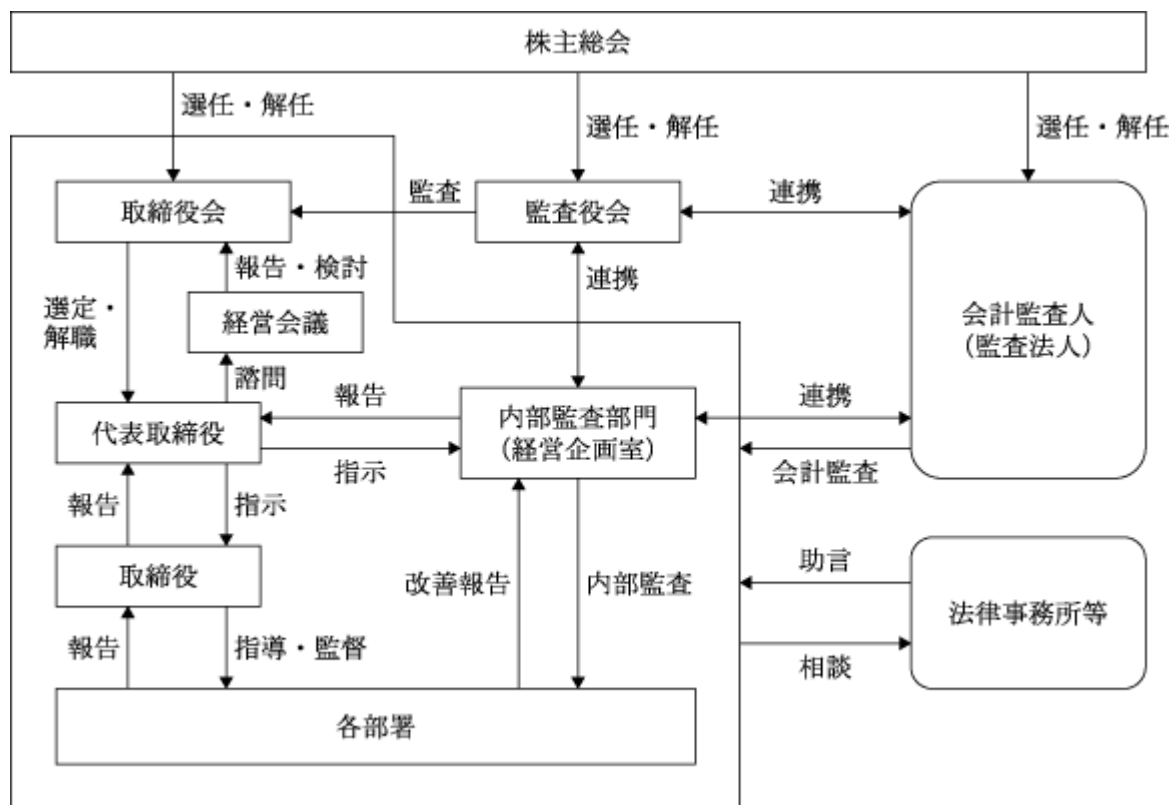 株主総会
選任・解任
選任・解任
選任・解任
取締役会
監査
監査役会
連携
報告・検討
連携
選定・
解職
経営会議
会計監査人
（監査法人）
諮問
代表取締役
報告
内部監査部門
（経営企画室）
連携
指示
会計監査
報告
指示
取締役
改善報告
内部監査
助言
法律事務所等
報告
指導・監督
相談
各部署